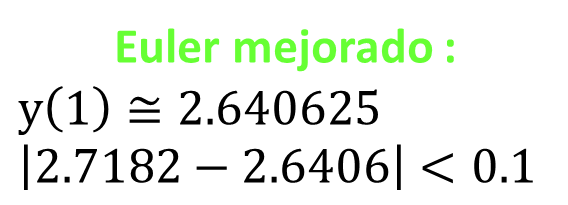 Euler mejorado :
y(1) ≅ 2.640625
|2.7182 − 2.6406| < 0.1